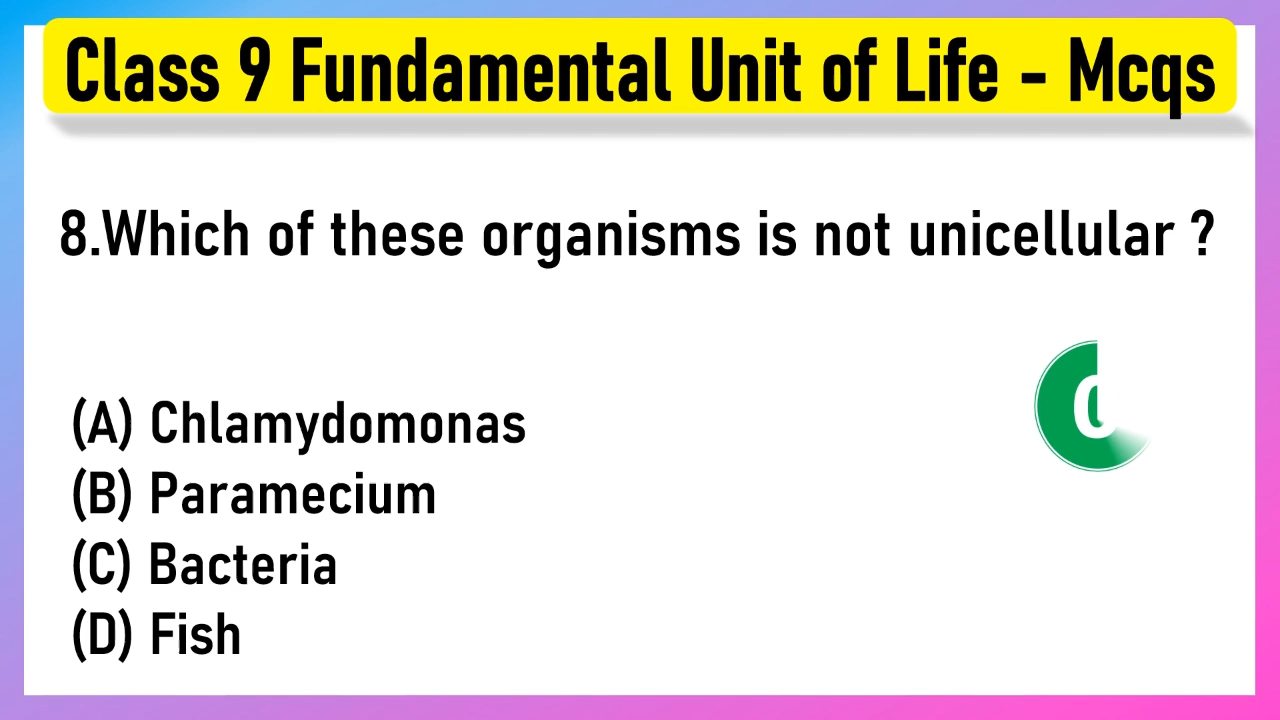 Class 9 Fundamental Unit of Life - Mcqs
8.Which of these organisms is not unicellular ?
(A) Chlamydomonas
(B) Paramecium
(C) Bacteria
(D) Fish